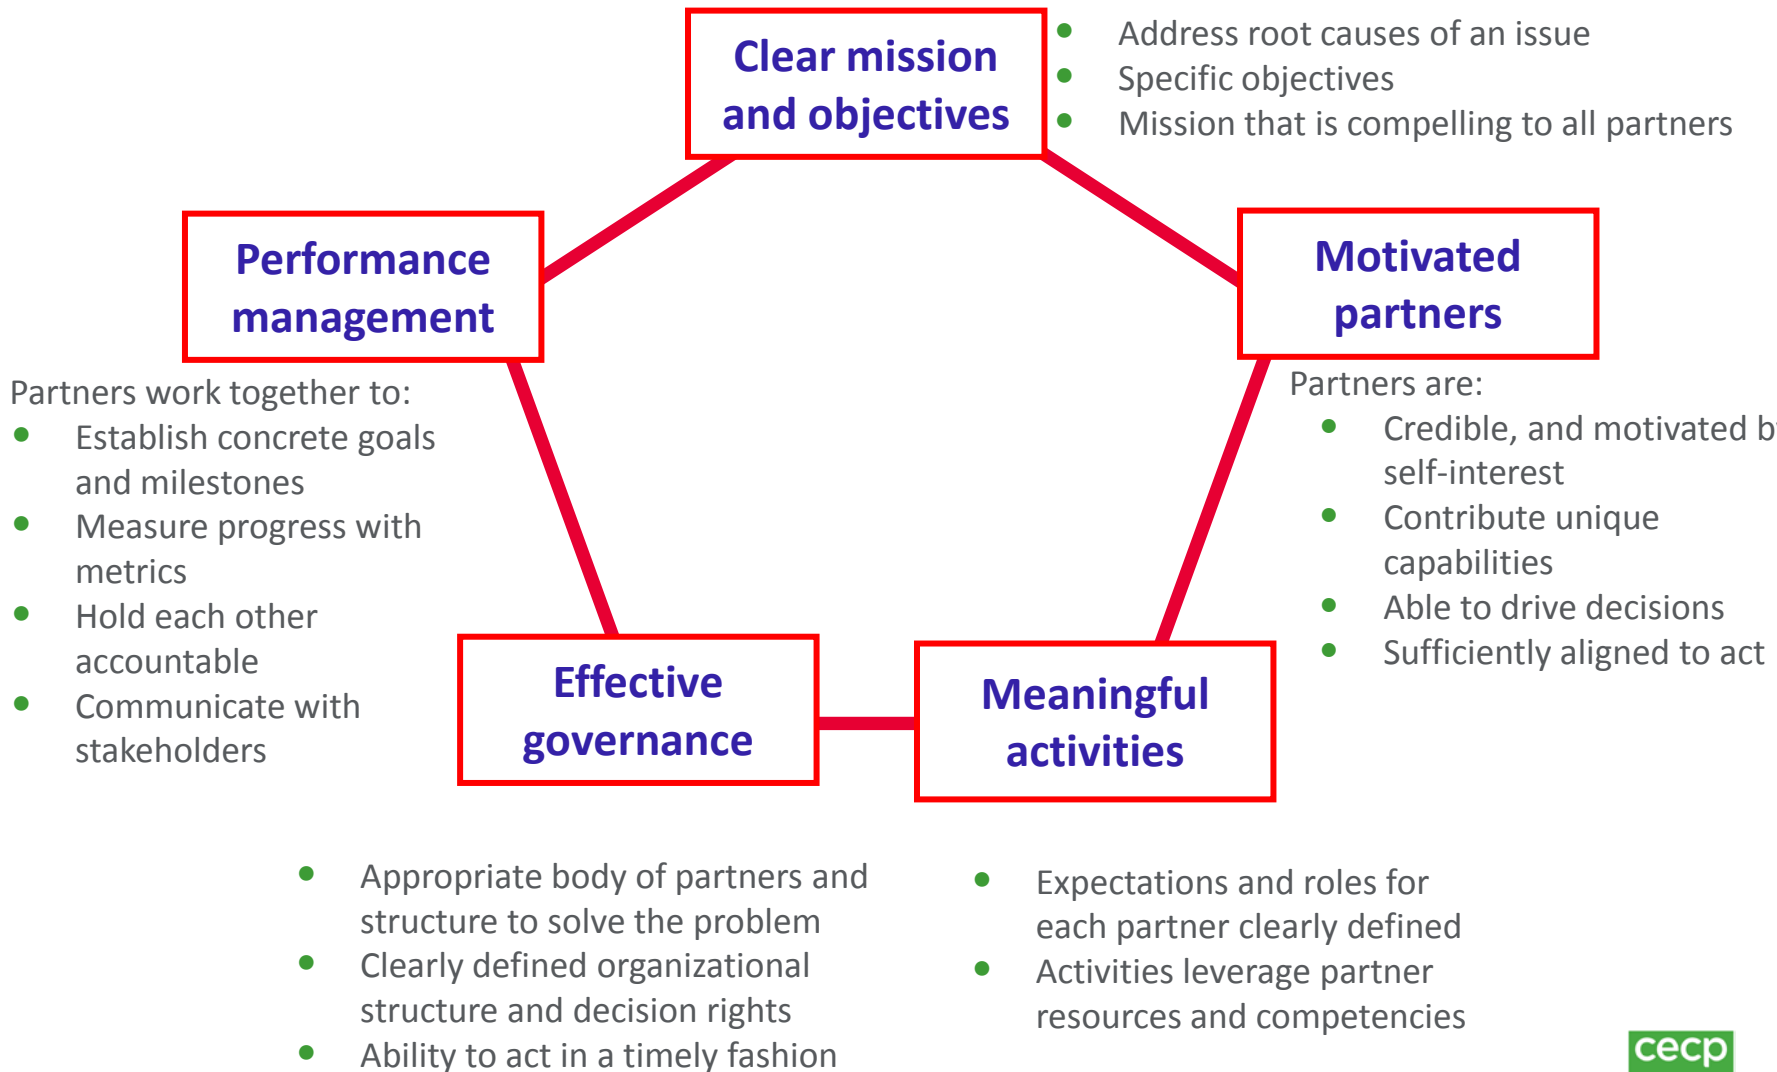 Clear mission
and objectives
• Address root causes of an issue
• Specific objectives
• Mission that is compelling to all partners
Performance
management
Motivated
partners
Partners work together to:
• Establish concrete goals
and milestones
• Measure progress with
metrics
• Hold each other
accountable
• Communicate with
stakeholders
Partners are:
• Credible, and motivated by
self-interest
• Contribute unique
capabilities
• Able to drive decisions
• Sufficiently aligned to act
Effective
governance
Meaningful
activities
• Appropriate body of partners and
structure to solve the problem
• Clearly defined organizational
structure and decision rights
• Ability to act in a timely fashion
• Expectations and roles for
each partner clearly defined
• Activities leverage partner
resources and competencies
cecp